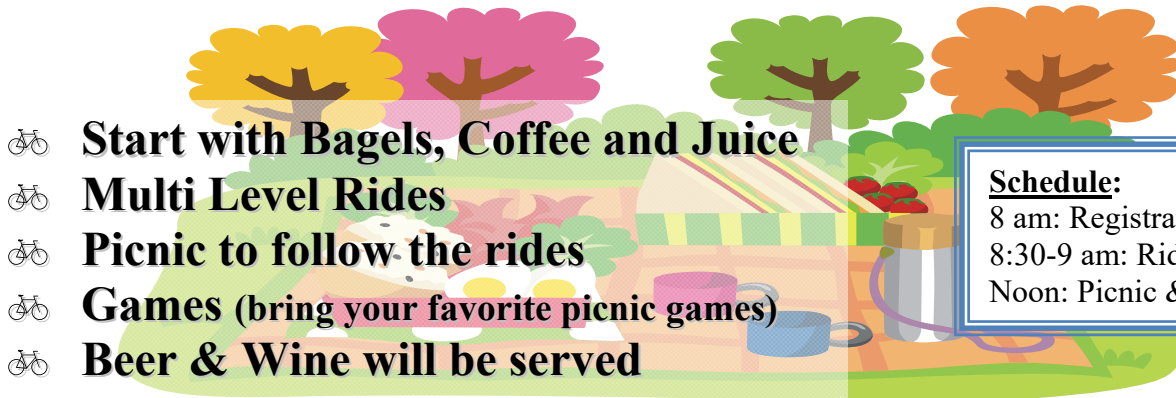 Start with Bagels, Coffee and Juice
Multi Level Rides
Picnic to follow the rides
Games (bring your favorite picnic games)
Beer & Wine will be served
Schedule:
8 am:
8:30-9 am:
Noon: Picnic &